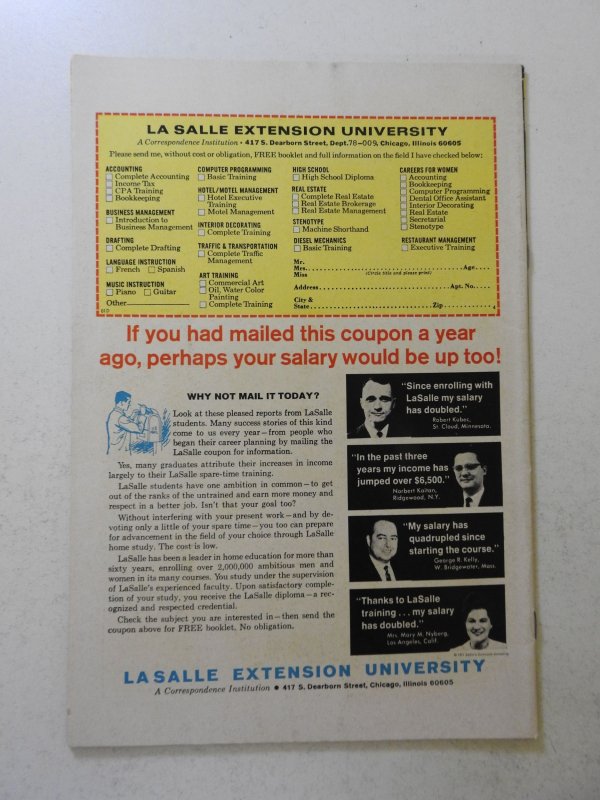 LA SALLE EXTENSION UNIVERSITY
A Correspondence Institution • 417 S. Dearborn Street, Dept. 78-009, Chicago, Illinois 60605
Please send me, without cost or obligation, FREE booklet and full information on the field I have checked below:
ACCOUNTING
Complete Accounting
Income Tax
CPA Training
Bookkeeping
BUSINESS MANAGEMENT
Introduction to
Business Management
DRAFTING
Complete Drafting
LANGUAGE INSTRUCTION
French Spanish
MUSIC INSTRUCTION
Piano Guitar
Other
610
COMPUTER PROGRAMMING
Basic Training
HOTEL/MOTEL MANAGEMENT
Hotel Executive
Training
Motel Management
INTERIOR DECORATING
Complete Training
TRAFFIC & TRANSPORTATION
Complete Traffic
Management
ART TRAINING
Commercial Art
Oil, Water Color
Painting
Complete Training
HIGH SCHOOL
High School Diploma
REAL ESTATE
Complete Real Estate
Real Estate Brokerage
Real Estate Management
STENOTYPE
Machine Shorthand
DIESEL MECHANICS
Basic Training
CAREERS FOR WOMEN
Accounting
Bookkeeping
Computer Programming
Dental Office Assistant
Interior Decorating
Real Estate
Secretarial
Stenotype
RESTAURANT MANAGEMENT
Executive Training
Mr.
Mrs. Age
Miss (Circle title and please print)
Address Apt. No.
City &
State Zip 4
If you had mailed this coupon a year
ago, perhaps your salary would be up too!
WHY NOT MAIL IT TODAY?
Look at these pleased reports from LaSalle
students. Many success stories of this kind
come to us every year—from people who
began their career planning by mailing the
LaSalle coupon for information.
Yes, many graduates attribute their increases in income
largely to their LaSalle spare-time training.
LaSalle students have one ambition in common—to get
out of the ranks of the untrained and earn more money and
respect in a better job. Isn't that your goal too?
Without interfering with your present work—and by de-
voting only a little of your spare time—you too can prepare
for advancement in the field of your choice through LaSalle
home study. The cost is low.
LaSalle has been a leader in home education for more than
sixty years, enrolling over 2,000,000 ambitious men and
women in its many courses. You study under the supervision
of LaSalle's experienced faculty. Upon satisfactory comple-
tion of your study, you receive the LaSalle diploma—a rec-
ognized and respected credential.
Check the subject you are interested in—then send the
coupon above for FREE booklet. No obligation.
"Since enrolling with
LaSalle my salary
has doubled."
Robert Kubec,
St. Cloud, Minnesota.
"In the past three
years my income has
jumped over $6,500."
Norbert Kaitan,
Ridgewood, N.Y.
"My salary has
quadrupled since
starting the course."
George R. Kelly,
W. Bridgewater, Mass.
"Thanks to LaSalle
training . . . my salary
has doubled."
Mrs. Mary M. Nyberg,
Los Angeles, Calif.
LA SALLE EXTENSION UNIVERSITY
A Correspondence Institution • 417 S. Dearborn Street, Chicago, Illinois 60605